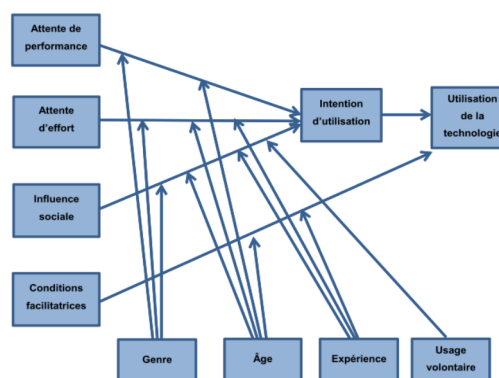 Attente de
performance
Attente
d'effort
Influence
sociale
Conditions
facilitatrices
Intention
d'utilisation
Utilisation
de la
technologie
Genre
Âge
Expérience
Usage
volontaire